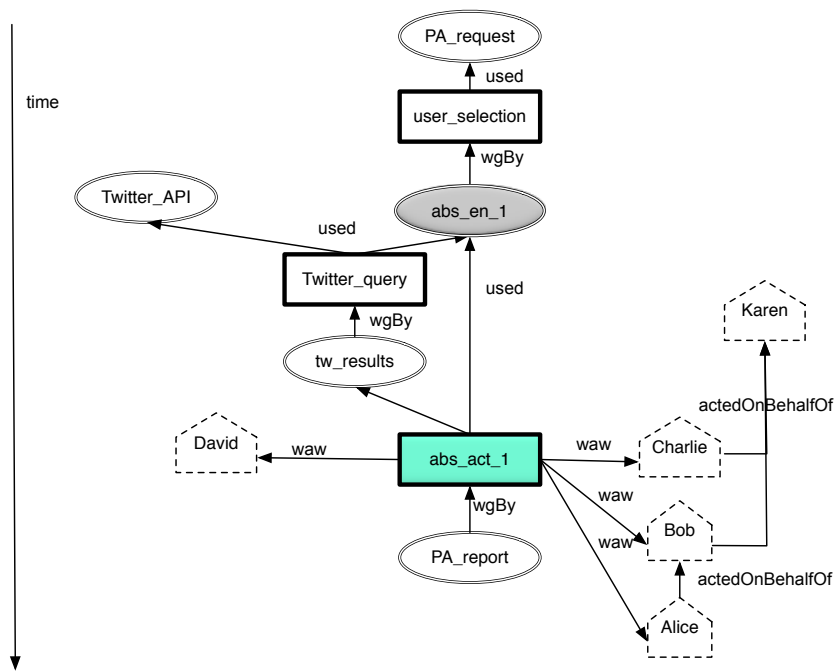 PA_request
used
time
user_selection
wgBy
Twitter_API
abs_en_1
used
Twitter_query
used
Karen
wgBy
tw_results
actedOnBehalfOf
David
waw
abs_act_1
waw
Charlie
waw
wgBy
Bob
waw
PA_report
actedOnBehalfOf
Alice